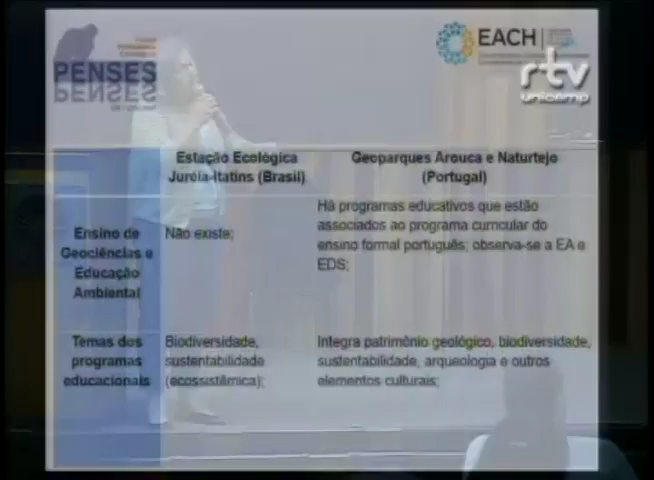 PENSES
EACH
rtv
unicamp
Estação Ecológica
Juréia-Itatins (Brasil)
Geoparques Arouca e Naturtejo
(Portugal)
Ensino de
Geociências e
Educação
Ambiental
Não existe;
Há programas educativos que estão
associados ao programa curricular do
ensino formal português; observa-se a EA e
EDS;
Temas dos
programas
educacionais
Biodiversidade,
sustentabilidade
(ecossistêmica);
Integra patrimônio geológico, biodiversidade,
sustentabilidade, arqueologia e outros
elementos culturais;